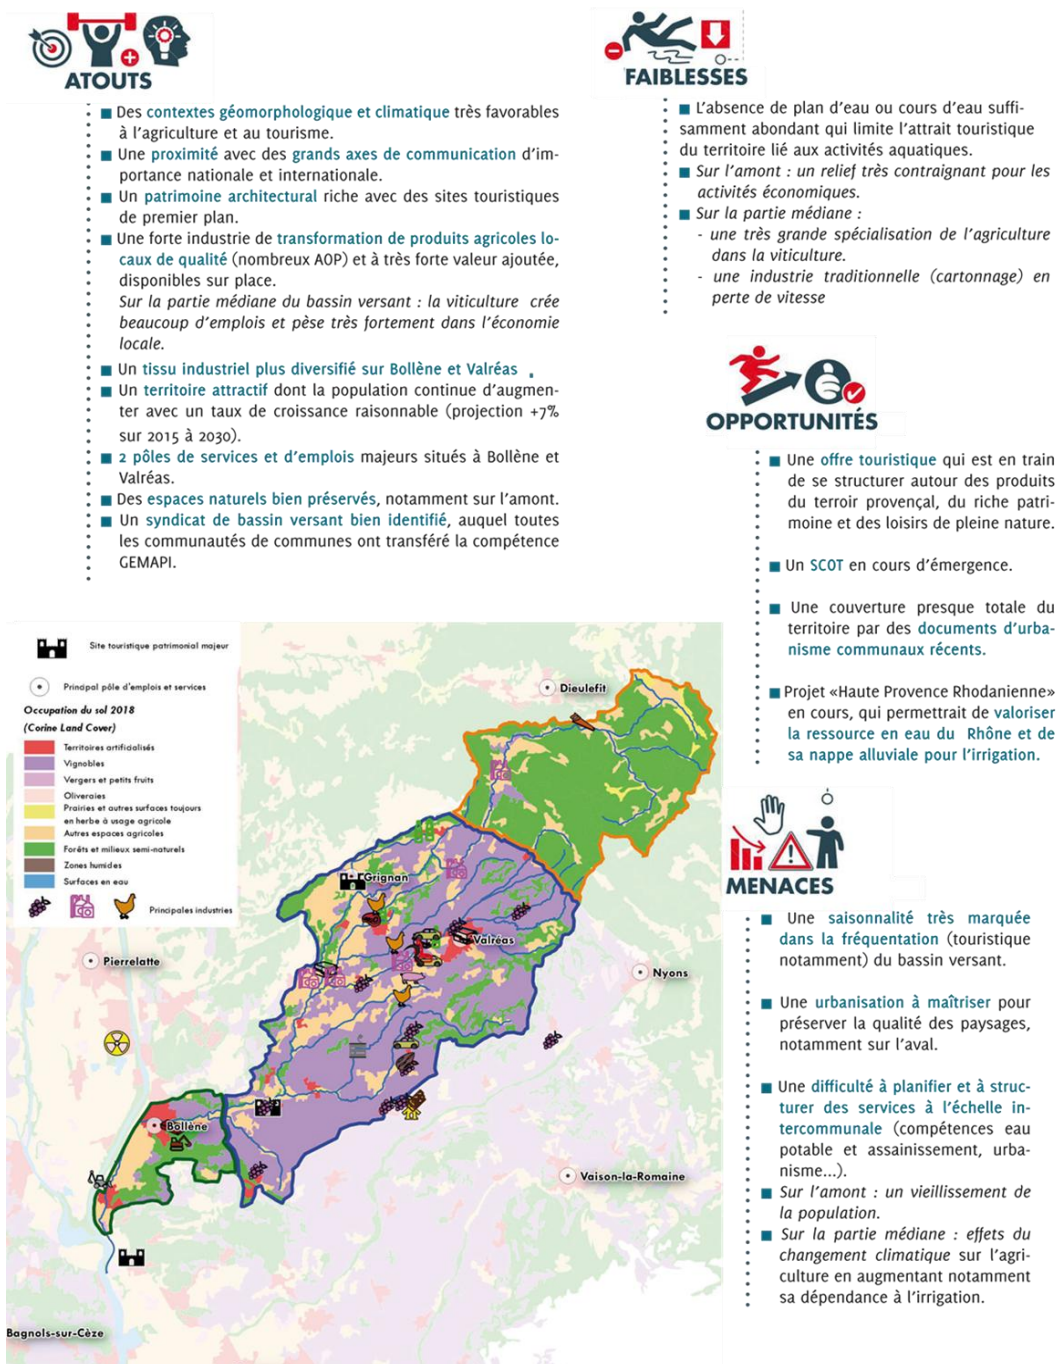 ATOUTS
Des contextes géomorphologique et climatique très favorables
à l'agriculture et au tourisme.
Une proximité avec des grands axes de communication d'im-
portance nationale et internationale.
Un patrimoine architectural riche avec des sites touristiques
de premier plan.
Une forte industrie de transformation de produits agricoles lo-
caux de qualité (nombreux AOP) et à très forte valeur ajoutée,
disponibles sur place.
Sur la partie médiane du bassin versant : la viticulture crée
beaucoup d'emplois et pèse très fortement dans l'économie
locale.
Un tissu industriel plus diversifié sur Bollène et Valréas .
Un territoire attractif dont la population continue d'augmen-
ter avec un taux de croissance raisonnable (projection +7%
sur 2015 à 2030).
2 pôles de services et d'emplois majeurs situés à Bollène et
Valréas.
Des espaces naturels bien préservés, notamment sur l'amont.
Un syndicat de bassin versant bien identifié, auquel toutes
les communautés de communes ont transféré la compétence
GEMAPI.
FAIBLESSES
L'absence de plan d'eau ou cours d'eau suffi-
samment abondant qui limite l'attrait touristique
du territoire lié aux activités aquatiques.
Sur l'amont : un relief très contraignant pour les
activités économiques.
Sur la partie médiane :
- une très grande spécialisation de l'agriculture
dans la viticulture.
- une industrie traditionnelle (cartonnage) en
perte de vitesse
OPPORTUNITÉS
Une offre touristique qui est en train
de se structurer autour des produits
du terroir provençal, du riche patri-
moine et des loisirs de pleine nature.
Un SCOT en cours d'émergence.
Une couverture presque totale du
territoire par des documents d'urba-
nisme communaux récents.
Projet «Haute Provence Rhodanienne»
en cours, qui permettrait de valoriser
la ressource en eau du Rhône et de
sa nappe alluviale pour l'irrigation.
MENACES
Une saisonnalité très marquée
dans la fréquentation (touristique
notamment) du bassin versant.
Une urbanisation à maîtriser pour
préserver la qualité des paysages,
notamment sur l'aval.
Une difficulté à planifier et à struc-
turer des services à l'échelle in-
tercommunale (compétences eau
potable et assainissement, urba-
nisme...).
Sur l'amont : un vieillissement de
la population.
Sur la partie médiane : effets du
changement climatique sur l'agri-
culture en augmentant notamment
sa dépendance à l'irrigation.
Site touristique patrimonial majeur
Principal pôle d'emplois et services
Occupation du sol 2018
(Corine Land Cover)
Territoires artificialisés
Vignobles
Vergers et petits fruits
Oliveraies
Prairies et autres surfaces toujours
en herbe à usage agricole
Autres espaces agricoles
Forêts et milieux semi-naturels
Zones humides
Surfaces en eau
Principales industries
Dieulefit
Grignan
Valréas
Pierrelatte
Nyons
Bollène
Vaison-la-Romaine
Bagnols-sur-Cèze